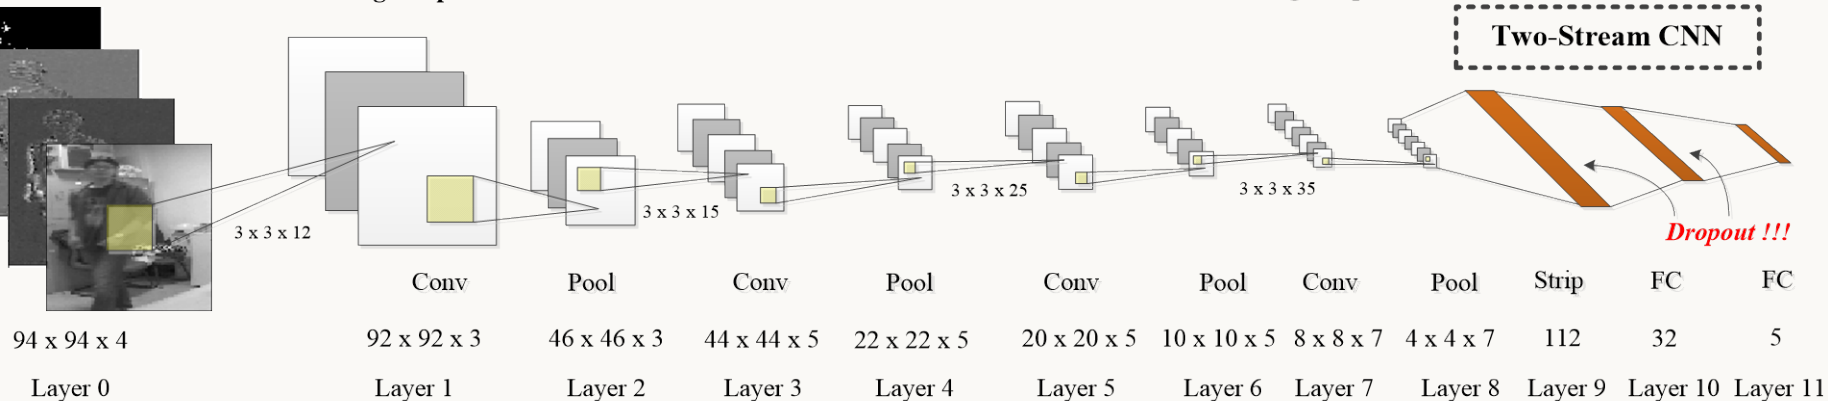 Two-Stream CNN
3 x 3 x 12
3 x 3 x 15
3 x 3 x 25
3 x 3 x 35
Dropout !!!
Conv Pool Conv Pool Conv Pool Conv Pool Strip FC FC
94 x 94 x 4 92 x 92 x 3 46 x 46 x 3 44 x 44 x 5 22 x 22 x 5 20 x 20 x 5 10 x 10 x 5 8 x 8 x 7 4 x 4 x 7 112 32 5
Layer 0 Layer 1 Layer 2 Layer 3 Layer 4 Layer 5 Layer 6 Layer 7 Layer 8 Layer 9 Layer 10 Layer 11